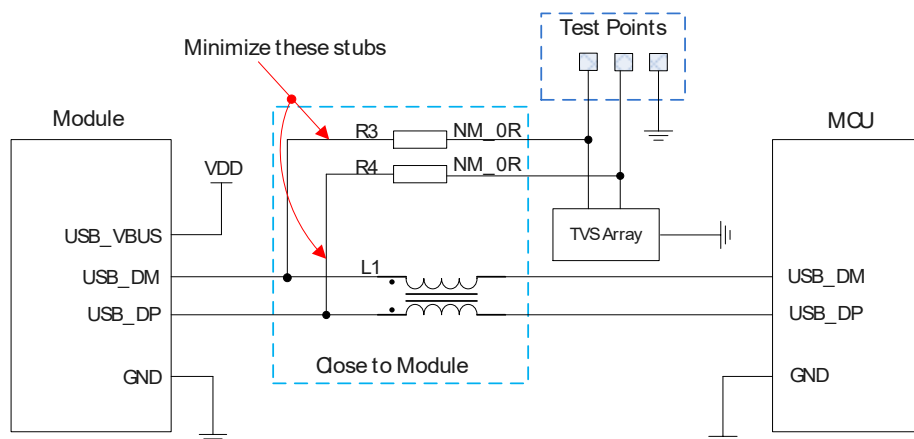 Test Points
Minimize these stubs
Module
MCU
R3
NM_0R
R4
NM_0R
VDD
TVS Array
USB_VBUS
USB_DM
L1
USB_DM
USB_DP
USB_DP
Close to Module
GND
GND